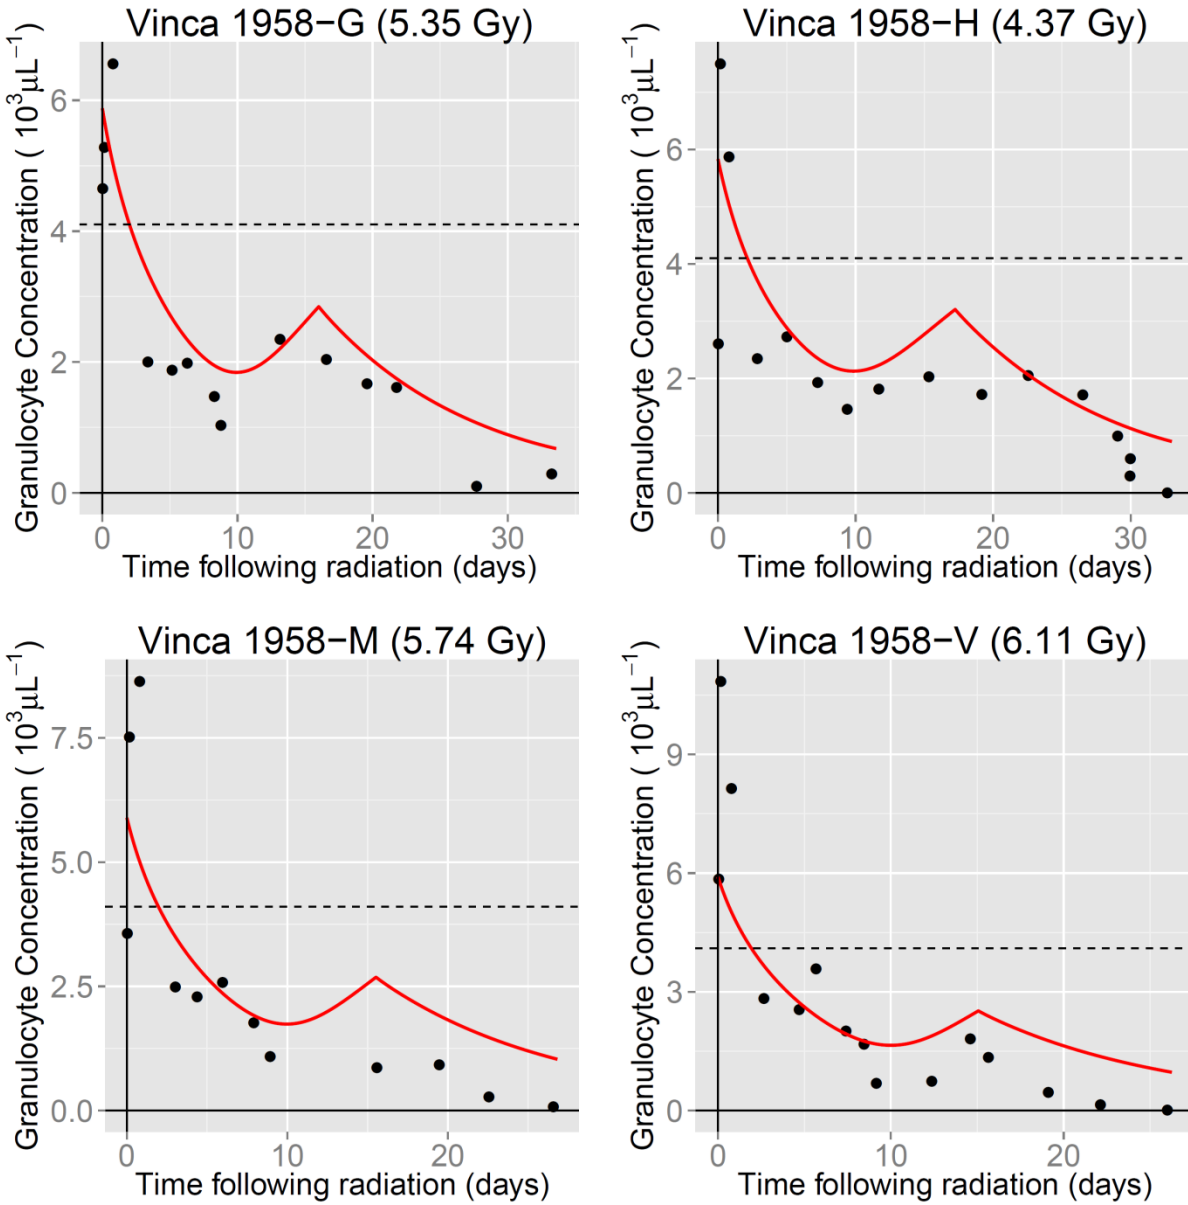 Vinca 1958−G (5.35 Gy)
Granulocyte Concentration ( 10³μL⁻¹)
6
4
2
0
0 10 20 30
Time following radiation (days)
Vinca 1958−H (4.37 Gy)
Granulocyte Concentration ( 10³μL⁻¹)
6
4
2
0
0 10 20 30
Time following radiation (days)
Vinca 1958−M (5.74 Gy)
Granulocyte Concentration ( 10³μL⁻¹)
7.5
5.0
2.5
0.0
0 10 20
Time following radiation (days)
Vinca 1958−V (6.11 Gy)
Granulocyte Concentration ( 10³μL⁻¹)
9
6
3
0
0 10 20
Time following radiation (days)